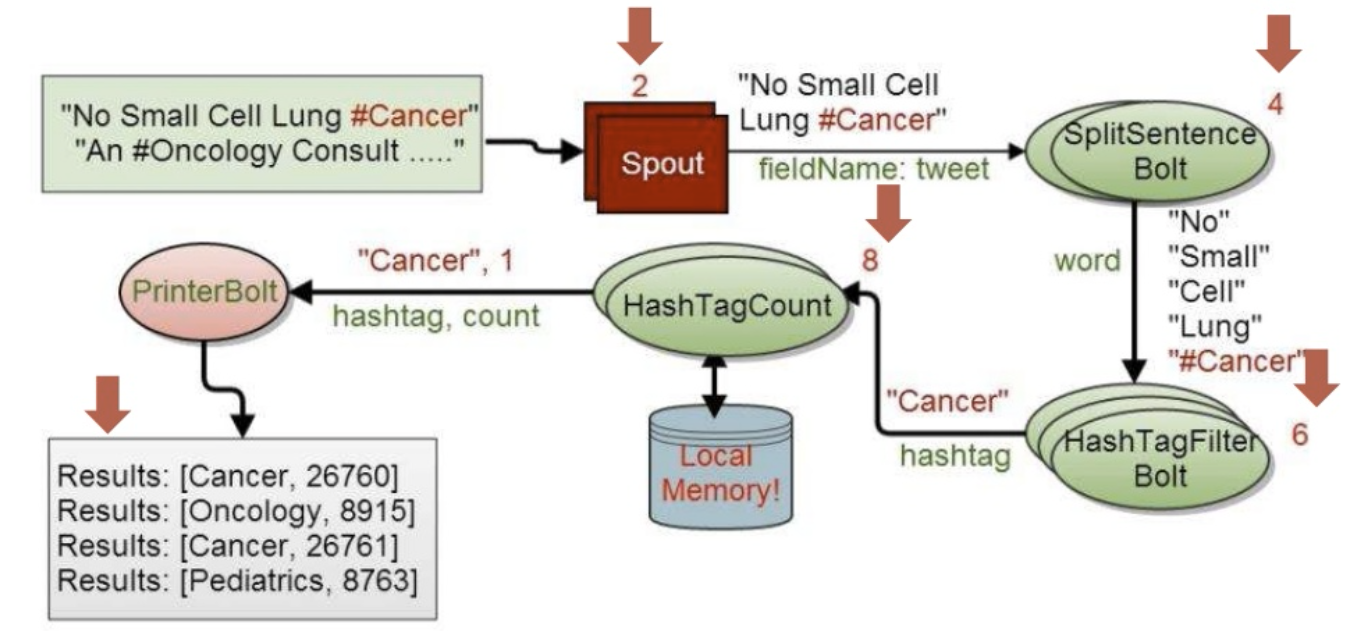 "No Small Cell Lung #Cancer"
"An #Oncology Consult ....."
2
Spout
"No Small Cell
Lung #Cancer"
fieldName: tweet
4
SplitSentence
Bolt
word
"No"
"Small"
"Cell"
"Lung"
"#Cancer"
6
HashTagFilter
Bolt
"Cancer"
hashtag
8
HashTagCount
Local
Memory!
"Cancer", 1
hashtag, count
PrinterBolt
Results: [Cancer, 26760]
Results: [Oncology, 8915]
Results: [Cancer, 26761]
Results: [Pediatrics, 8763]